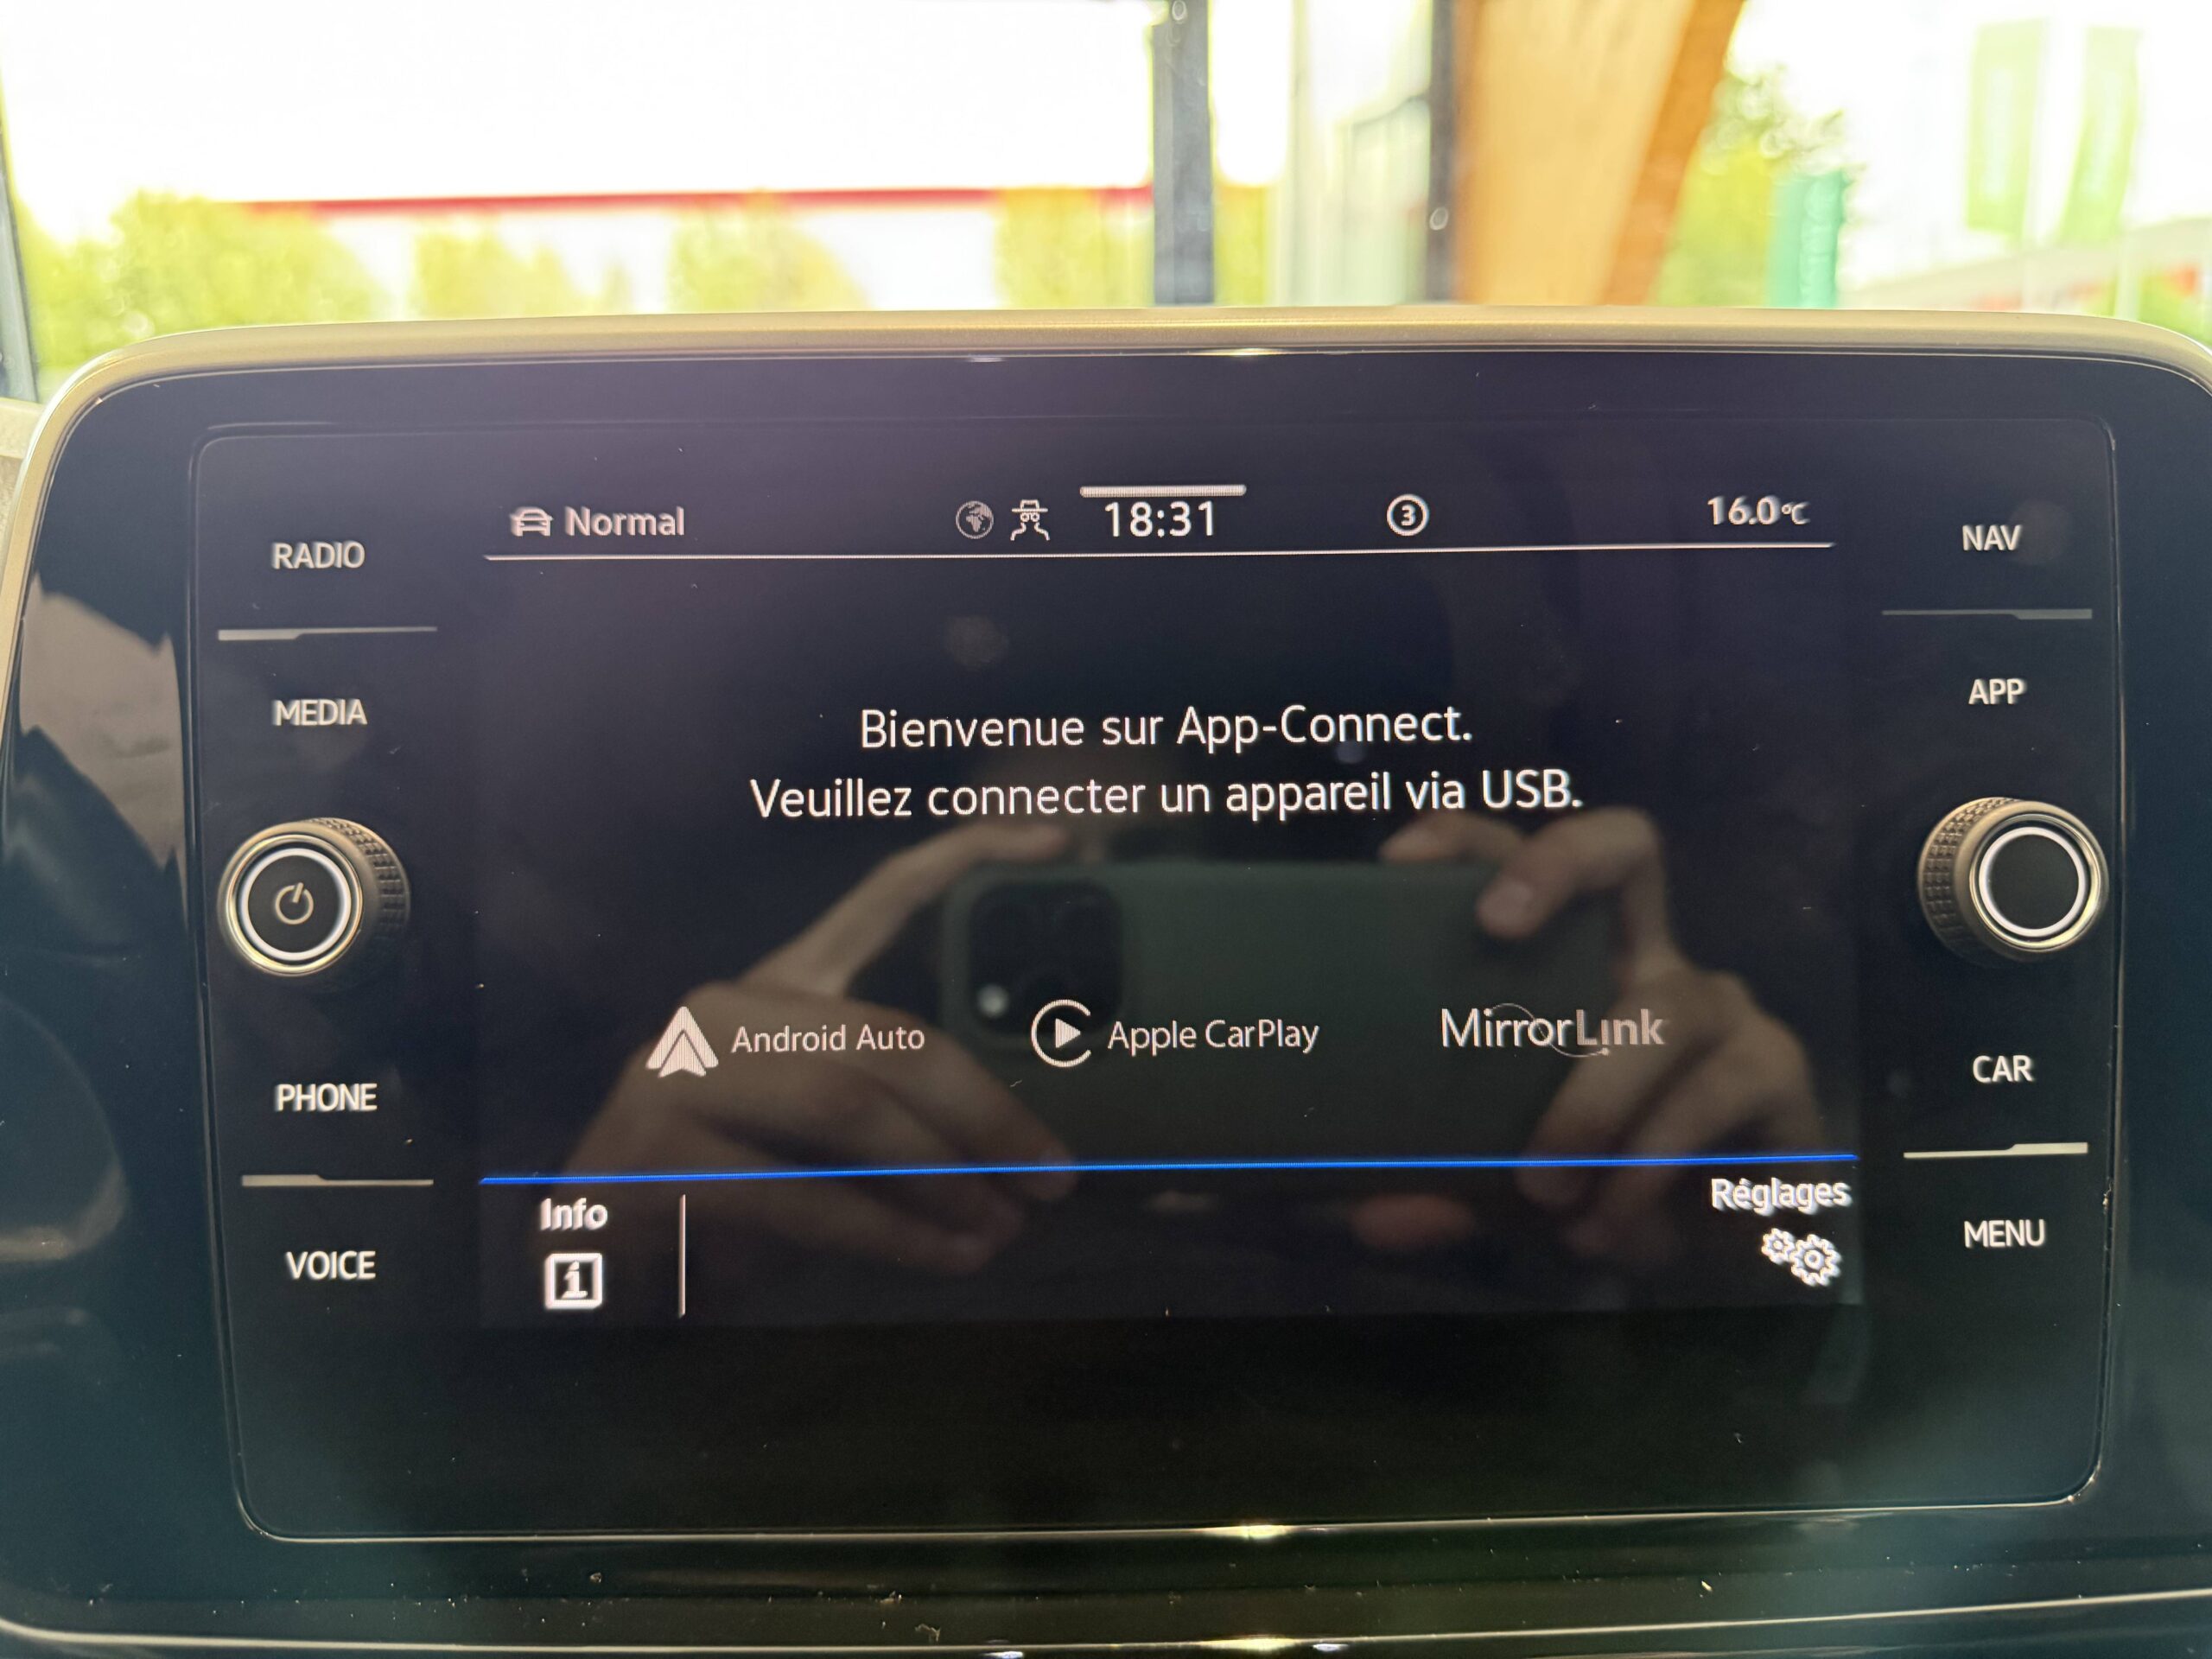 Normal
18:31
3
16.0°C
RADIO
MEDIA
PHONE
VOICE
NAV
APP
CAR
MENU
Bienvenue sur App-Connect.
Veuillez connecter un appareil via USB.
Android Auto
Apple CarPlay
MirrorLink
Info
i
Réglages